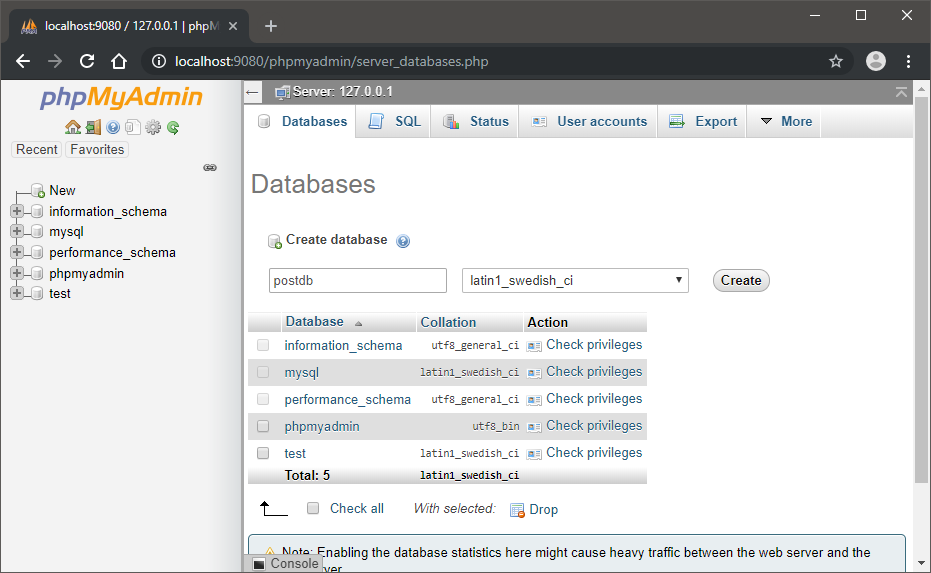 localhost:9080 / 127.0.0.1 | phpM
localhost:9080/phpmyadmin/server_databases.php
phpMyAdmin
Recent Favorites
New
information_schema
mysql
performance_schema
phpmyadmin
test
Server: 127.0.0.1
Databases SQL Status User accounts Export More
Databases
Create database
postdb latin1_swedish_ci Create
Database Collation Action
information_schema utf8_general_ci Check privileges
mysql latin1_swedish_ci Check privileges
performance_schema utf8_general_ci Check privileges
phpmyadmin utf8_bin Check privileges
test latin1_swedish_ci Check privileges
Total: 5 latin1_swedish_ci
Check all With selected: Drop
Note: Enabling the database statistics here might cause heavy traffic between the web server and the
Console